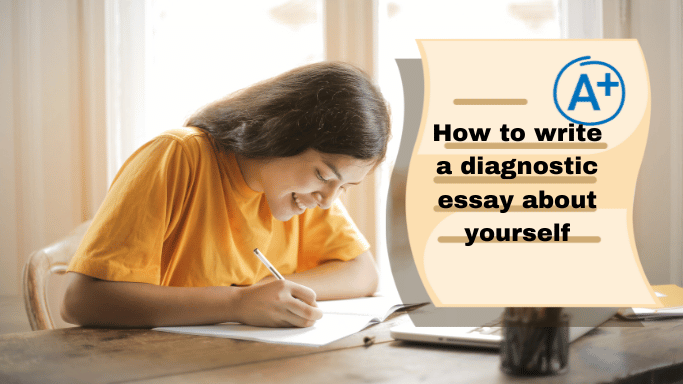 A+
How to write
a diagnostic
essay about
yourself